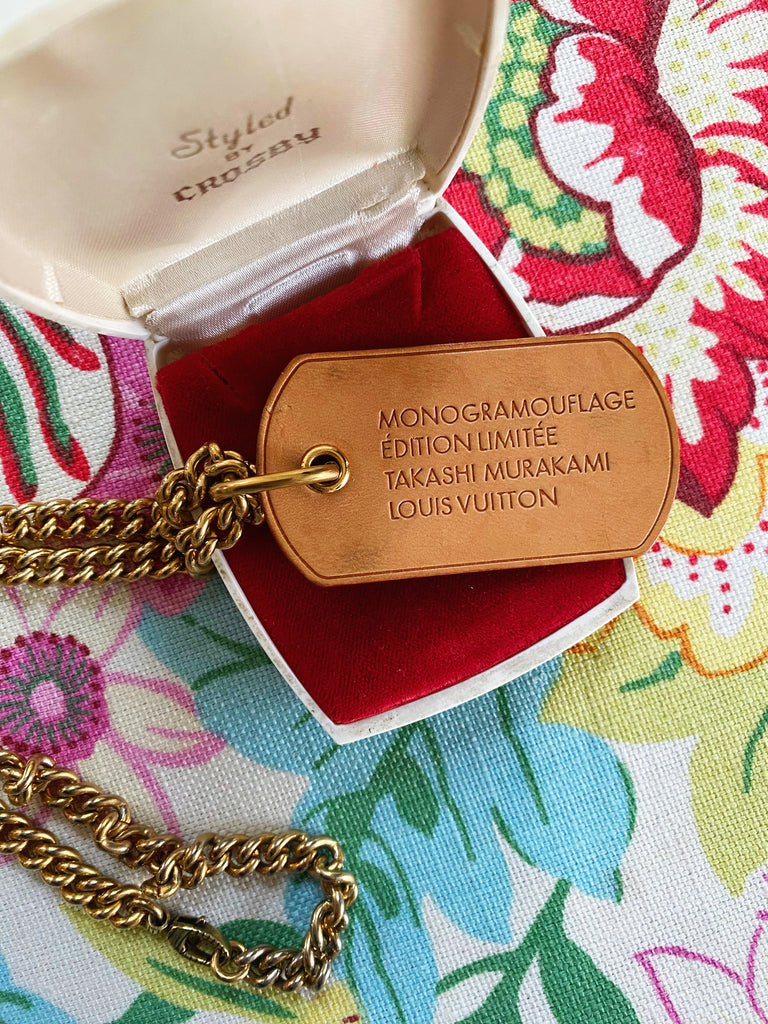 Styled
BY
CROSBY
MONOGRAMOUFLAGE
ÉDITION LIMITÉE
TAKASHI MURAKAMI
LOUIS VUITTON